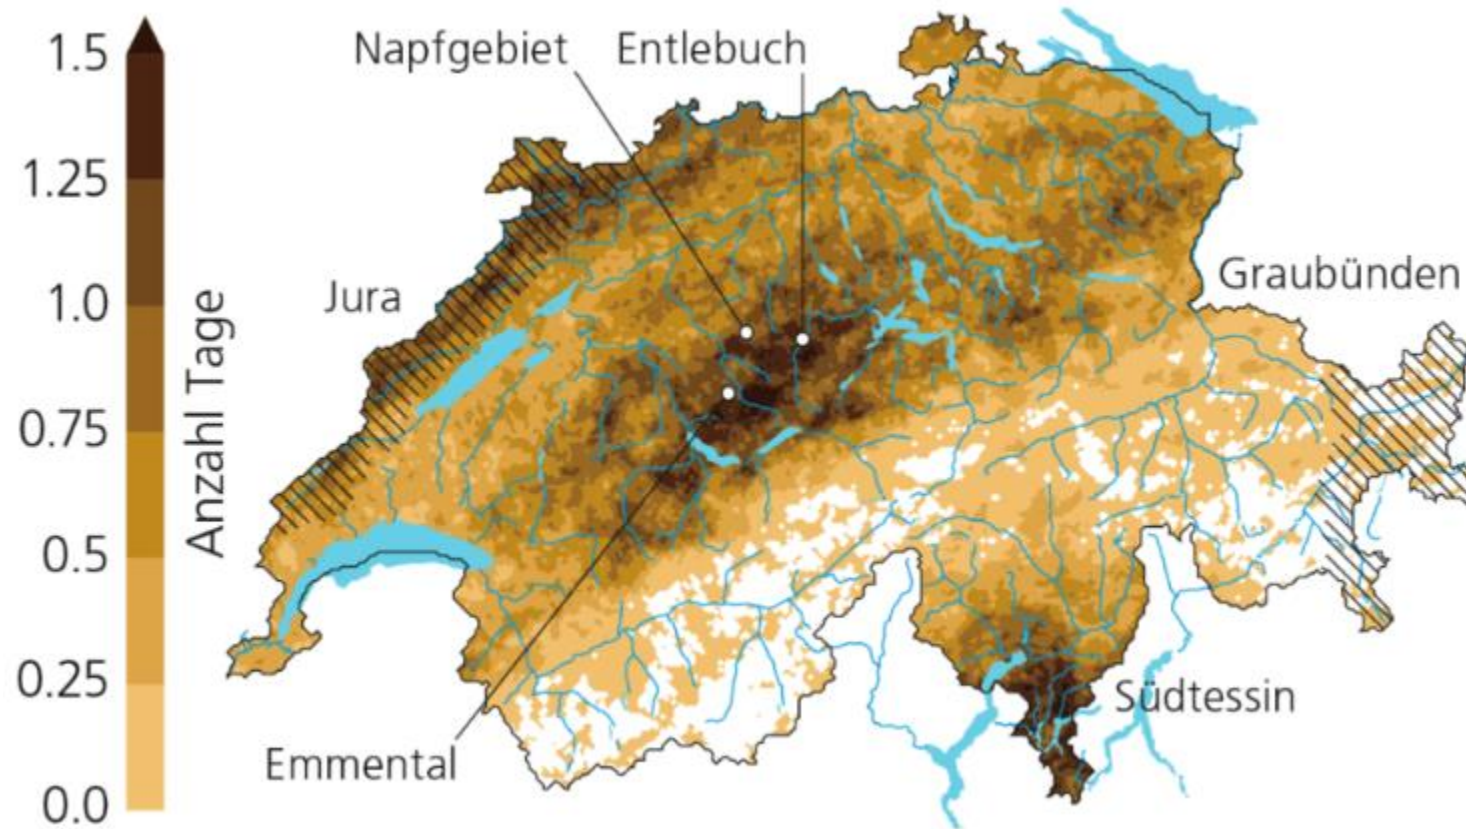 1.5
1.25
1.0
0.75
0.5
0.25
0.0
Anzahl Tage
Napfgebiet
Entlebuch
Jura
Graubünden
Südtessin
Emmental